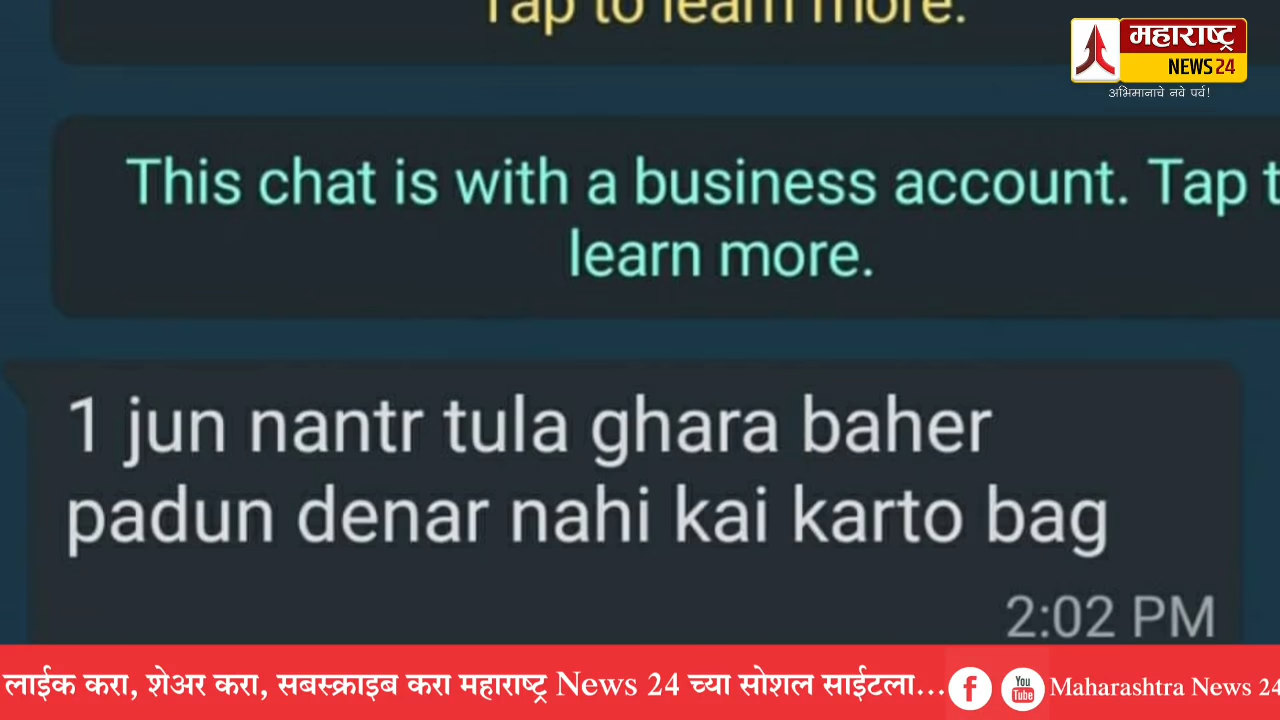 Tap to learn more.
महाराष्ट्र
NEWS 24
अभिमानाचे नवे पर्व!
This chat is with a business account. Tap t
learn more.
1 jun nantr tula ghara baher
padun denar nahi kai karto bag
2:02 PM
लाईक करा, शेअर करा, सबस्क्राइब करा महाराष्ट्र News 24 च्या सोशल साईटला... f You Tube Maharashtra News 24